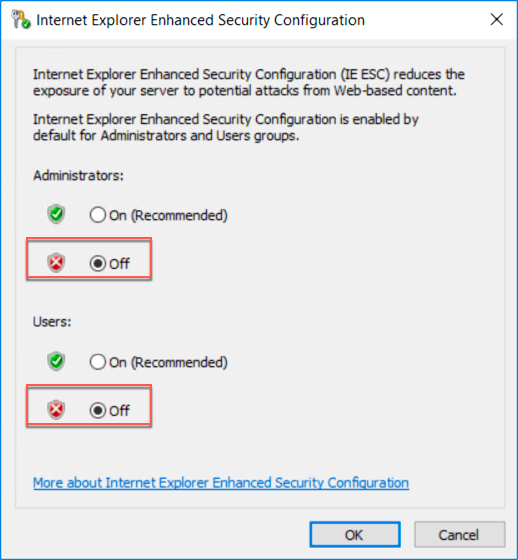 Internet Explorer Enhanced Security Configuration
Internet Explorer Enhanced Security Configuration (IE ESC) reduces the
exposure of your server to potential attacks from Web-based content.
Internet Explorer Enhanced Security Configuration is enabled by
default for Administrators and Users groups.
Administrators:
On (Recommended)
Off
Users:
On (Recommended)
Off
More about Internet Explorer Enhanced Security Configuration
OK Cancel